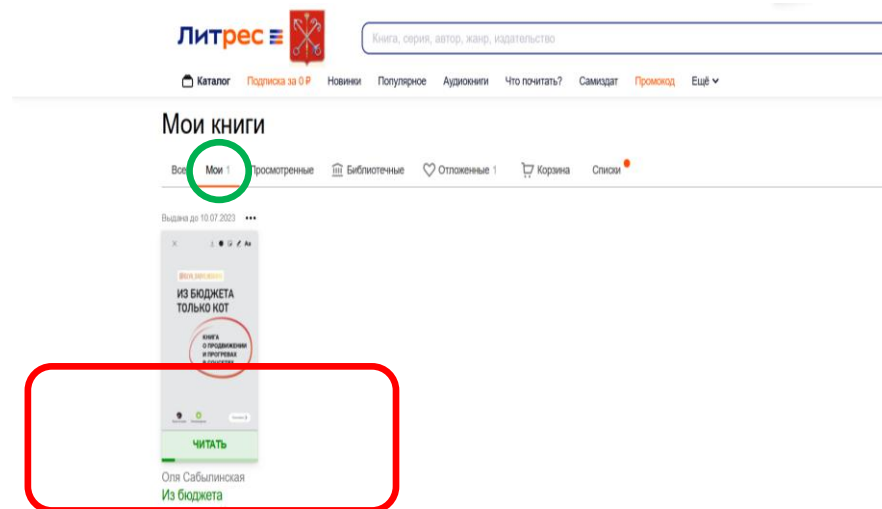 Литрес
Книга, серия, автор, жанр, издательство
Каталог Подписка за 0 ₽ Новинки Популярное Аудиокниги Что почитать? Самиздат Промокод Ещё
Мои книги
Все Мои 1 Просмотренные Библиотечные Отложенные 1 Корзина Списки
Выдана до 10.07.2023 •••
Aa
ИЗ БЮДЖЕТА
ТОЛЬКО КОТ
КНИГА
О ПРОДВИЖЕНИИ
И ПРОГРЕВАХ
ЧИТАТЬ
Оля Сабылинская
Из бюджета